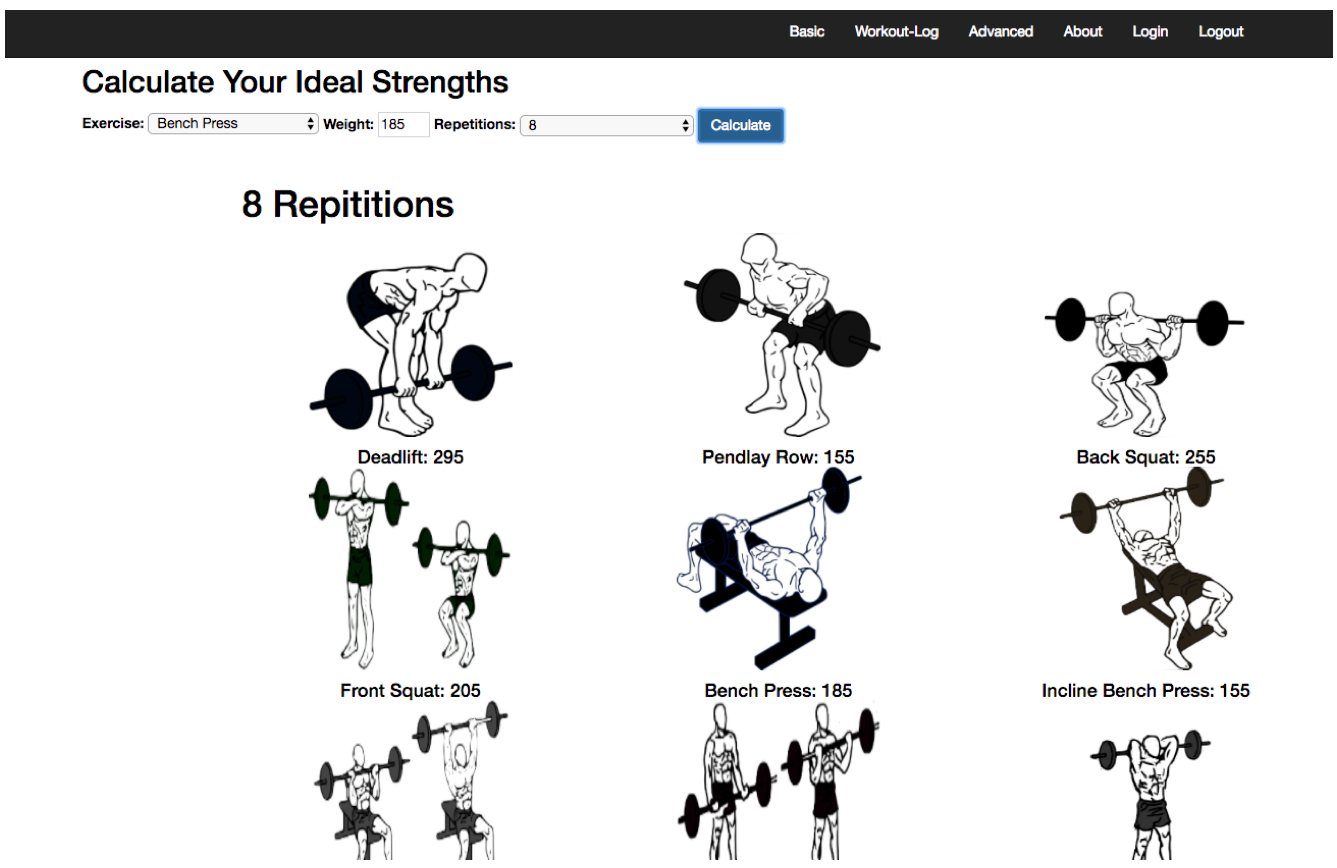 Basic Workout-Log Advanced About Login Logout
Calculate Your Ideal Strengths
Exercise: Bench Press Weight: 185 Repetitions: 8 Calculate
8 Repititions
Deadlift: 295 Pendlay Row: 155 Back Squat: 255
Front Squat: 205 Bench Press: 185 Incline Bench Press: 155